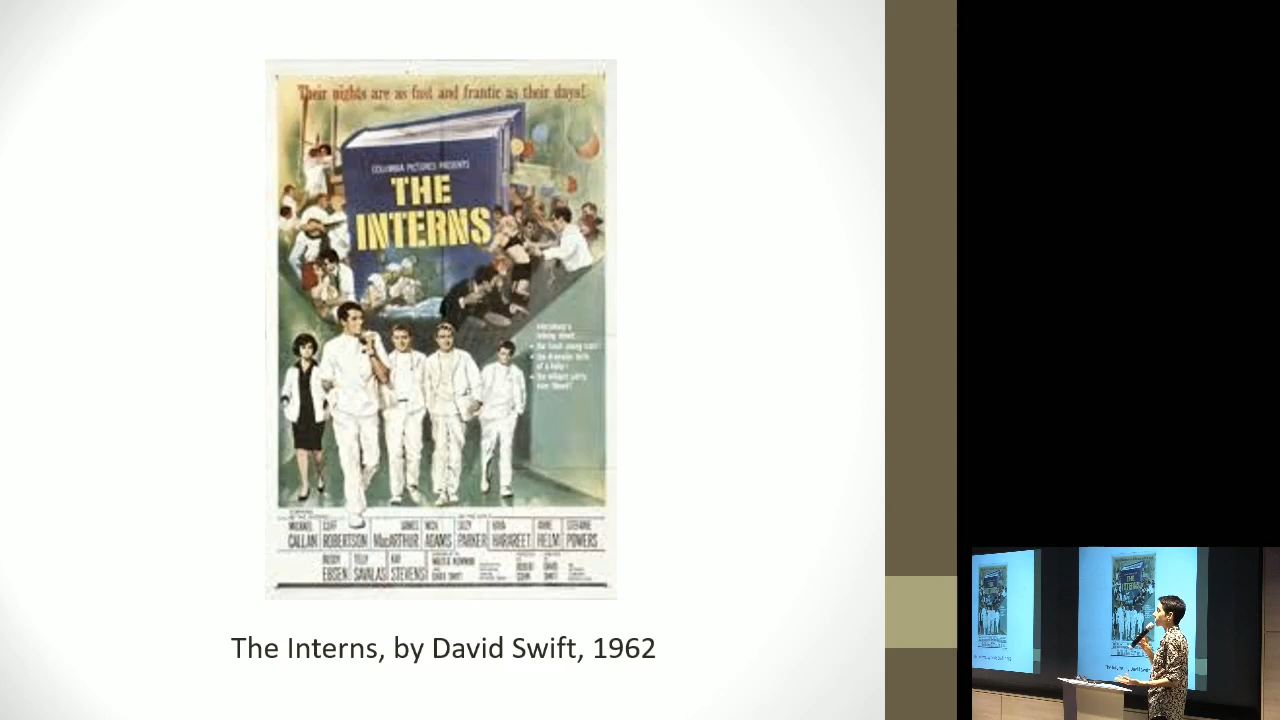 Their nights are as fast and frantic as their days!
COLUMBIA PICTURES PRESENTS
THE
INTERNS
MICHAEL CALLAN CLIFF ROBERTSON JAMES MacARTHUR NICK ADAMS SUZY PARKER HAYA HARAREET ANNE HELM STEFANIE POWERS
BUDDY EBSEN TELLY SAVALAS KAY STEVENS
The Interns, by David Swift, 1962